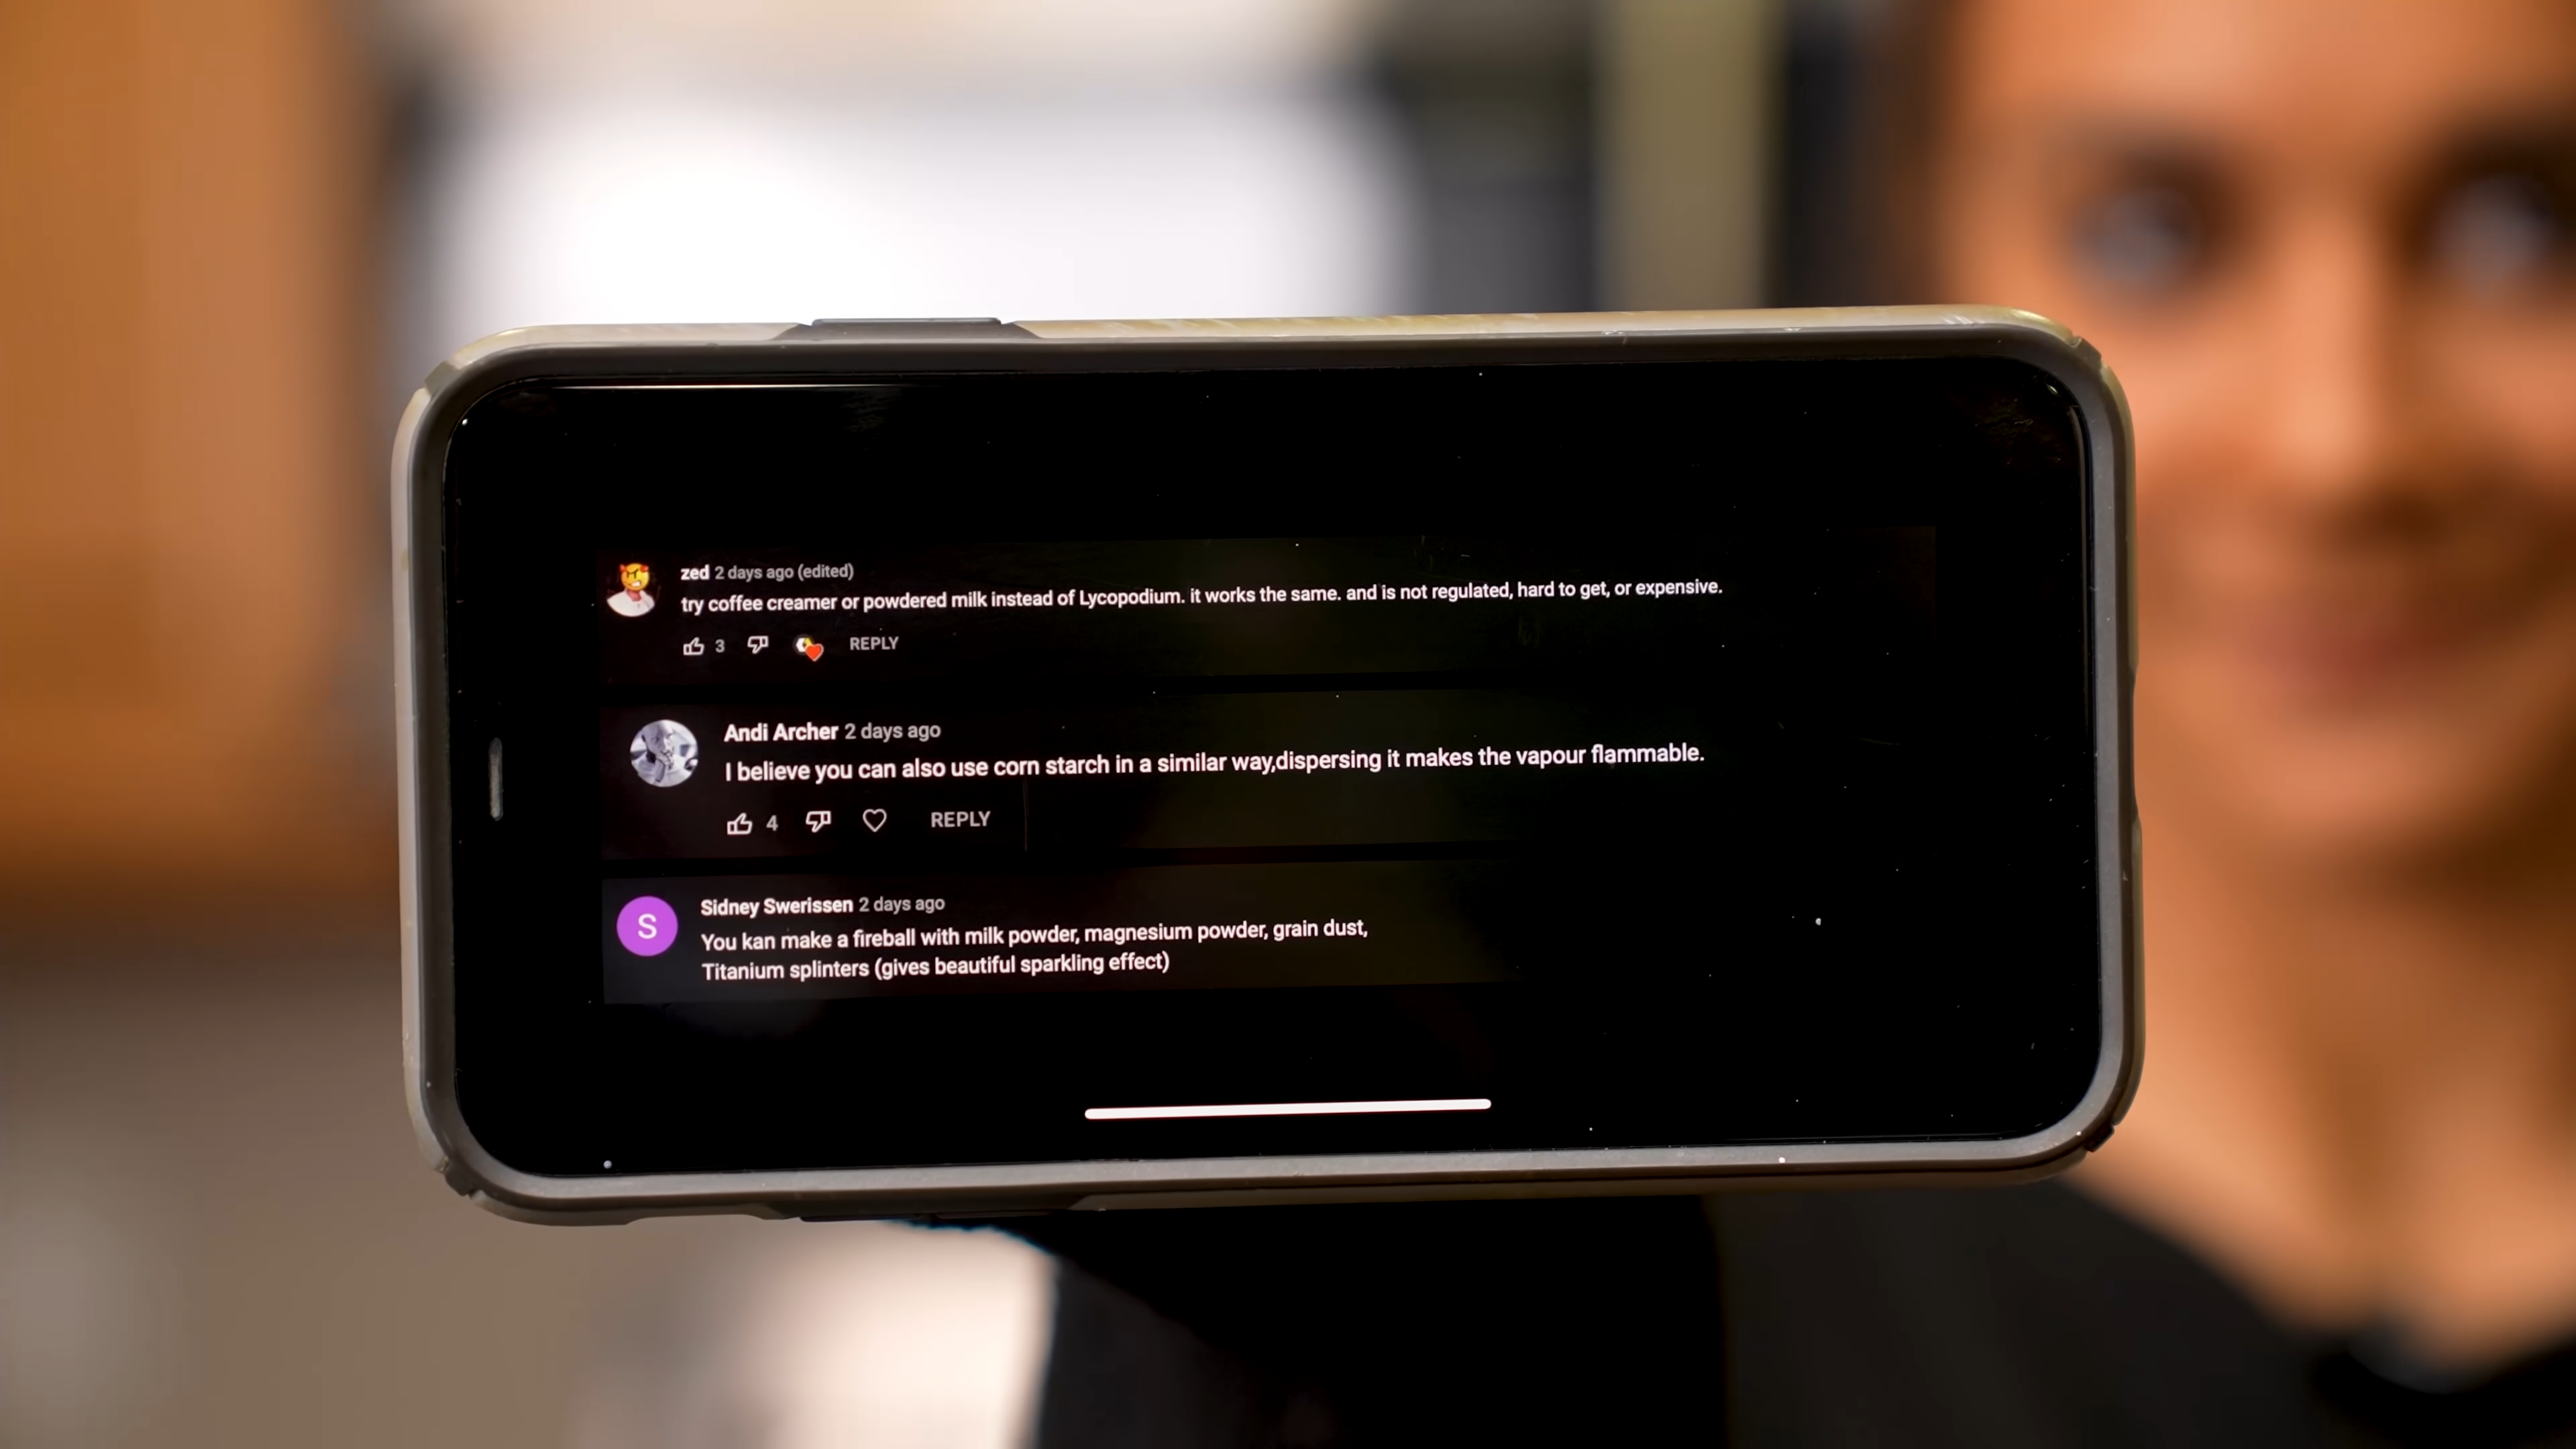 zed 2 days ago (edited)
try coffee creamer or powdered milk instead of Lycopodium. it works the same. and is not regulated, hard to get, or expensive.
3 REPLY
Andi Archer 2 days ago
I believe you can also use corn starch in a similar way,dispersing it makes the vapour flammable.
4 REPLY
S
Sidney Swerissen 2 days ago
You kan make a fireball with milk powder, magnesium powder, grain dust,
Titanium splinters (gives beautiful sparkling effect)